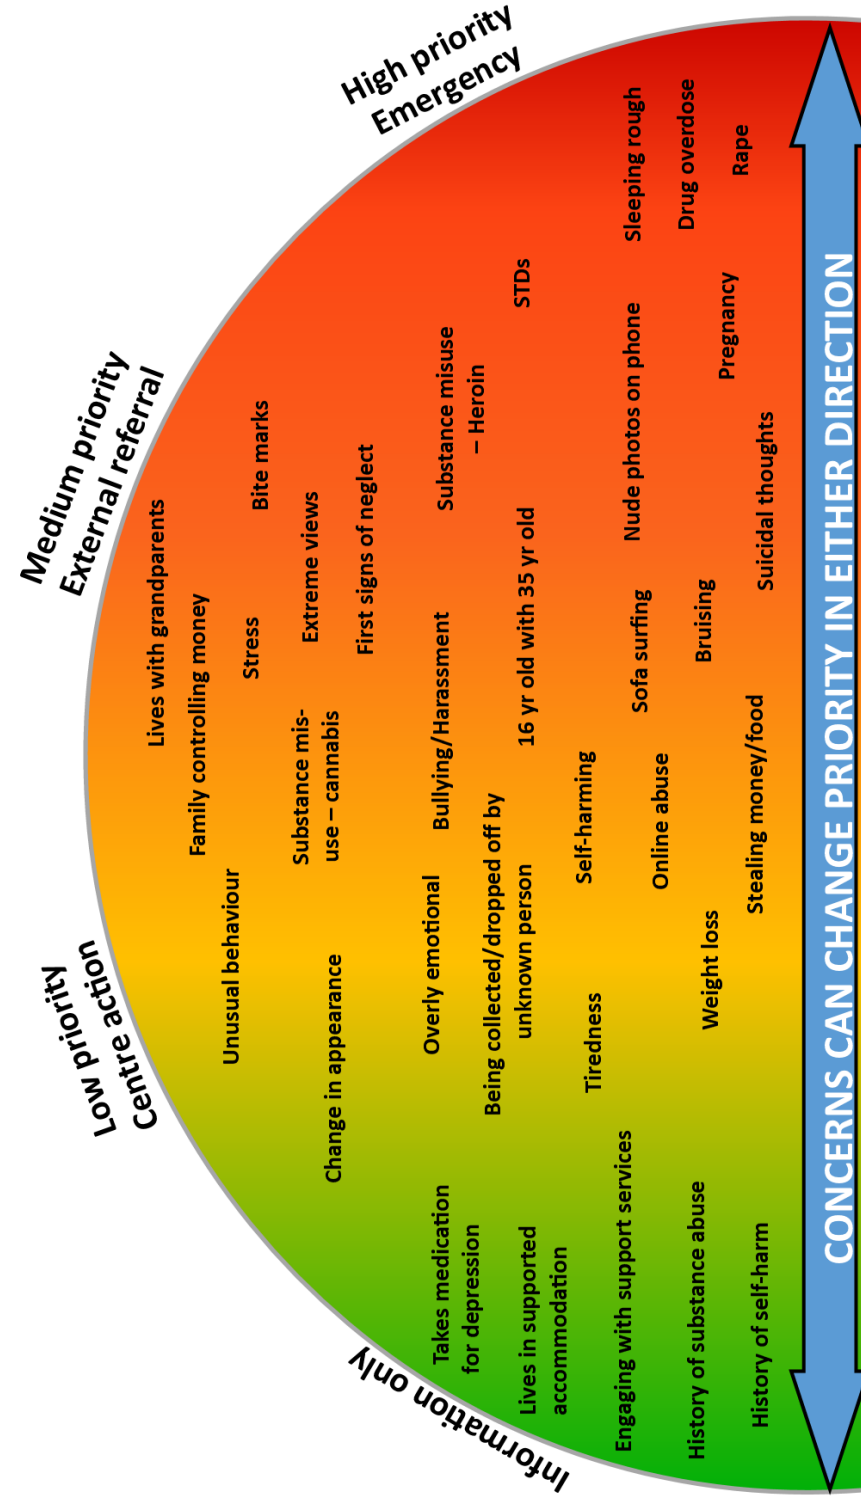 Information only
Low priority
Centre action
Medium priority
External referral
High priority
Emergency
Lives with grandparents
Family controlling money
Unusual behaviour
Stress
Bite marks
Substance mis-
use – cannabis
Extreme views
Change in appearance
First signs of neglect
Takes medication
for depression
Overly emotional
Bullying/Harassment
Substance misuse
– Heroin
Being collected/dropped off by
unknown person
Lives in supported
accommodation
16 yr old with 35 yr old
STDs
Tiredness
Self-harming
Engaging with support services
Sofa surfing
Nude photos on phone
Sleeping rough
Online abuse
Drug overdose
History of substance abuse
Weight loss
Bruising
Pregnancy
Rape
History of self-harm
Stealing money/food
Suicidal thoughts
CONCERNS CAN CHANGE PRIORITY IN EITHER DIRECTION